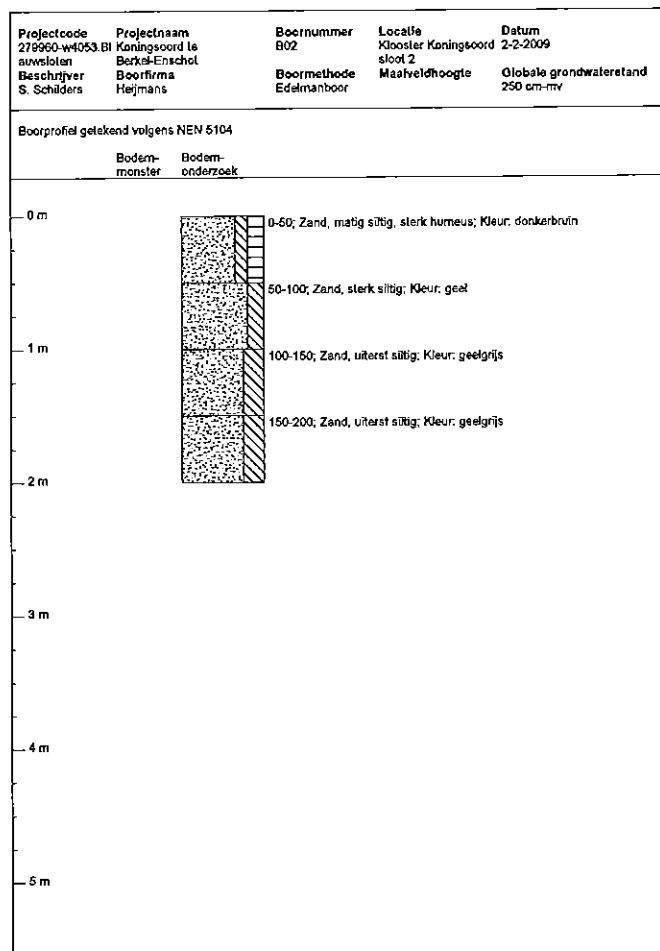 Projectcode Projectnaam Boornummer Locatie Datum
279960-w4053.Bl Koningsoord te B02 Klooster Koningsoord 2-2-2009
auwsloten Berkel-Enschot sloot 2
Beschrijver Boorfirma Boormethode Maaiveldhoogte Globale grondwaterstand
S. Schilders Heijmans Edelmanboor 250 cm-mv
Boorprofiel getekend volgens NEN 5104
Bodem- Bodem-
monster onderzoek
0 m
0-50; Zand, matig siltig, sterk humeus; Kleur: donkerbruin
50-100; Zand, sterk siltig; Kleur: geel
1 m
100-150; Zand, uiterst siltig; Kleur: geelgrijs
150-200; Zand, uiterst siltig; Kleur: geelgrijs
2 m
3 m
4 m
5 m